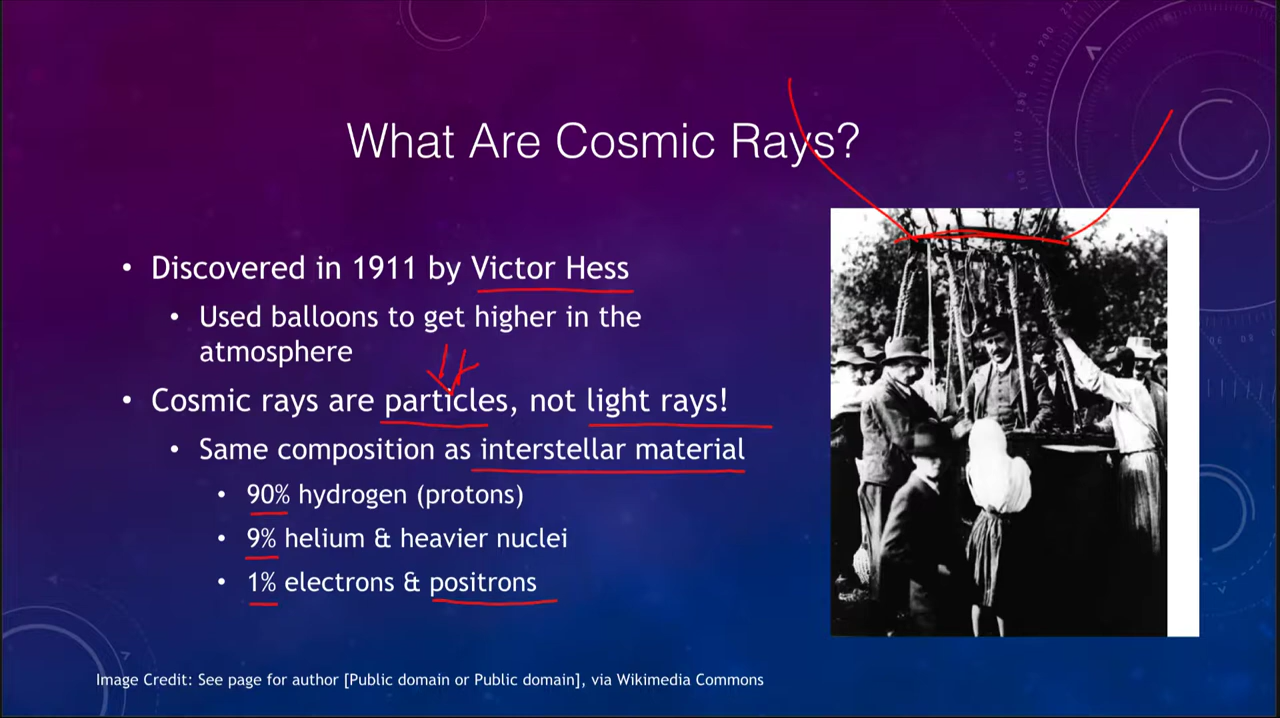 What Are Cosmic Rays?
• Discovered in 1911 by Victor Hess
• Used balloons to get higher in the
atmosphere
• Cosmic rays are particles, not light rays!
• Same composition as interstellar material
• 90% hydrogen (protons)
• 9% helium & heavier nuclei
• 1% electrons & positrons
Image Credit: See page for author [Public domain or Public domain], via Wikimedia Commons